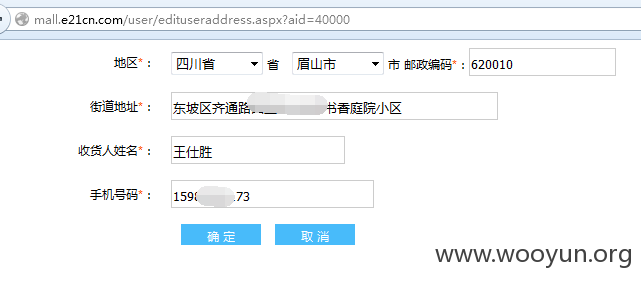 mall.e21cn.com/user/edituseraddress.aspx?aid=40000
地区*： 四川省 省 眉山市 市 邮政编码*：620010
街道地址*： 东坡区齐通路 书香庭院小区
收货人姓名*： 王仕胜
手机号码*： 159 73
确 定 取 消
www.wooyun.org